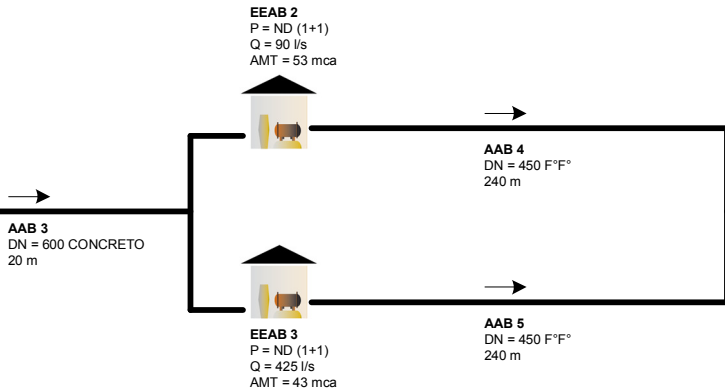 EEAB 2
P = ND (1+1)
Q = 90 l/s
AMT = 53 mca
AAB 4
DN = 450 F°F°
240 m
AAB 3
DN = 600 CONCRETO
20 m
EEAB 3
P = ND (1+1)
Q = 425 l/s
AMT = 43 mca
AAB 5
DN = 450 F°F°
240 m